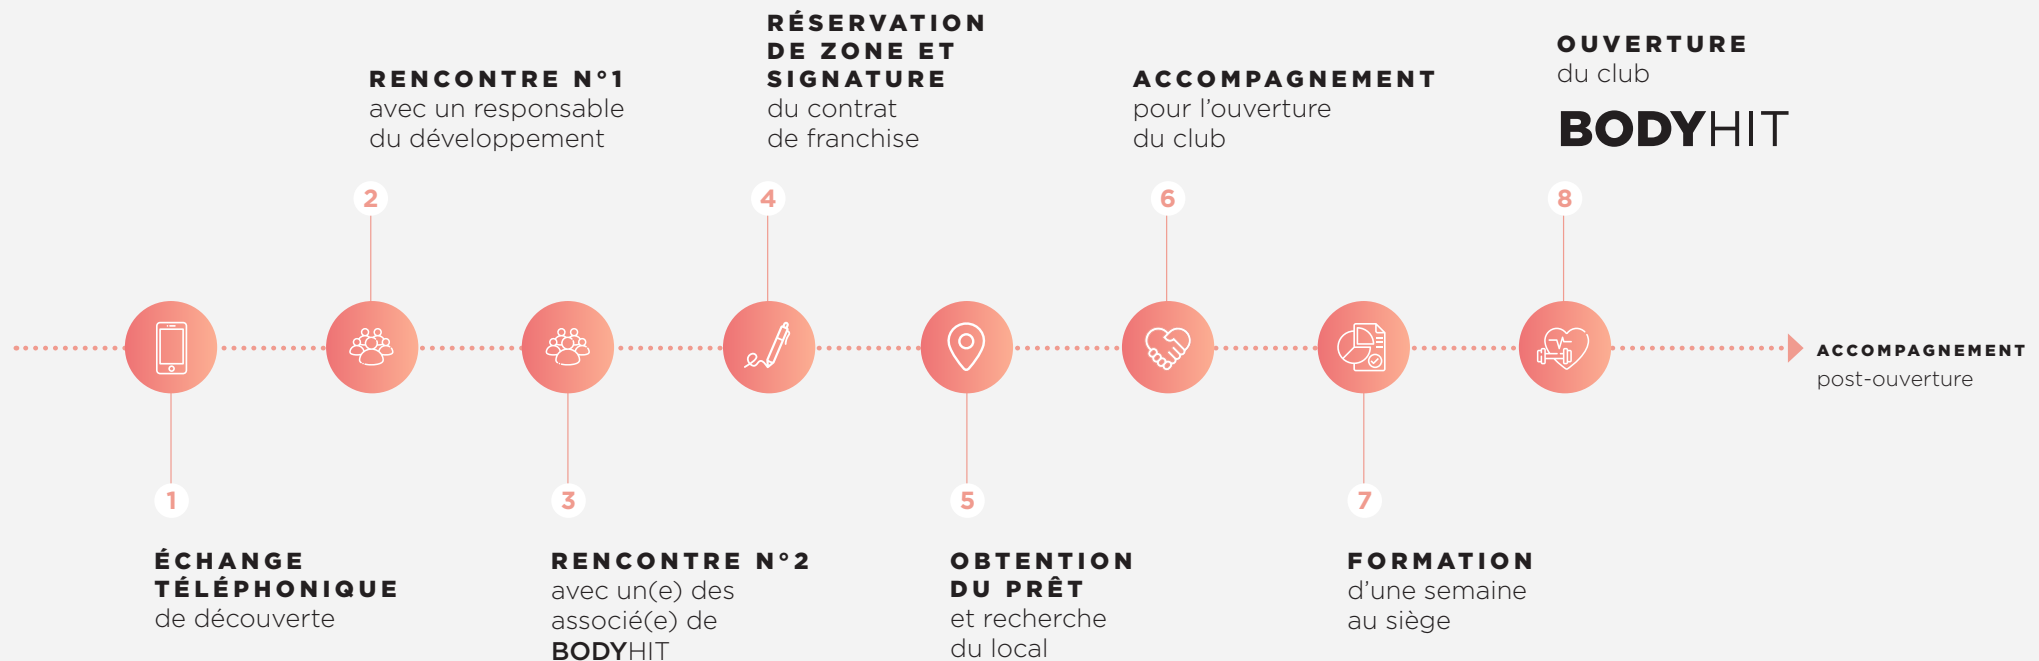 1
ÉCHANGE
TÉLÉPHONIQUE
de découverte
RENCONTRE N°1
avec un responsable
du développement
2
3
RENCONTRE N°2
avec un(e) des
associé(e) de
BODYHIT
RÉSERVATION
DE ZONE ET
SIGNATURE
du contrat
de franchise
4
5
OBTENTION
DU PRÊT
et recherche
du local
ACCOMPAGNEMENT
pour l’ouverture
du club
6
7
FORMATION
d’une semaine
au siège
OUVERTURE
du club
BODYHIT
8
ACCOMPAGNEMENT
post-ouverture